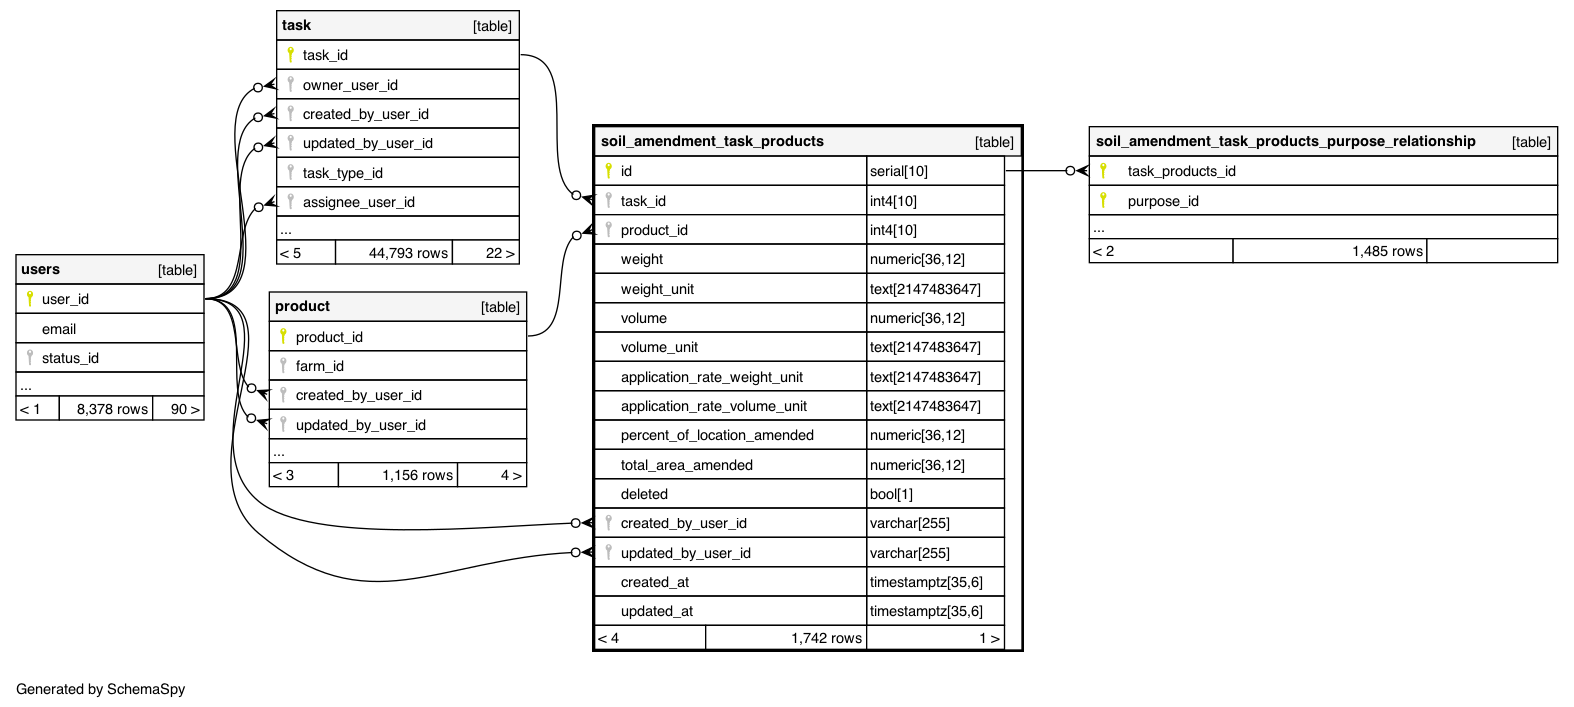 task [table]
task_id
owner_user_id
created_by_user_id
updated_by_user_id
task_type_id
assignee_user_id
...
< 5 44,793 rows 22 >
users [table]
user_id
email
status_id
...
< 1 8,378 rows 90 >
product [table]
product_id
farm_id
created_by_user_id
updated_by_user_id
...
< 3 1,156 rows 4 >
soil_amendment_task_products [table]
id serial[10]
task_id int4[10]
product_id int4[10]
weight numeric[36,12]
weight_unit text[2147483647]
volume numeric[36,12]
volume_unit text[2147483647]
application_rate_weight_unit text[2147483647]
application_rate_volume_unit text[2147483647]
percent_of_location_amended numeric[36,12]
total_area_amended numeric[36,12]
deleted bool[1]
created_by_user_id varchar[255]
updated_by_user_id varchar[255]
created_at timestamptz[35,6]
updated_at timestamptz[35,6]
< 4 1,742 rows 1 >
soil_amendment_task_products_purpose_relationship [table]
task_products_id
purpose_id
...
< 2 1,485 rows
Generated by SchemaSpy